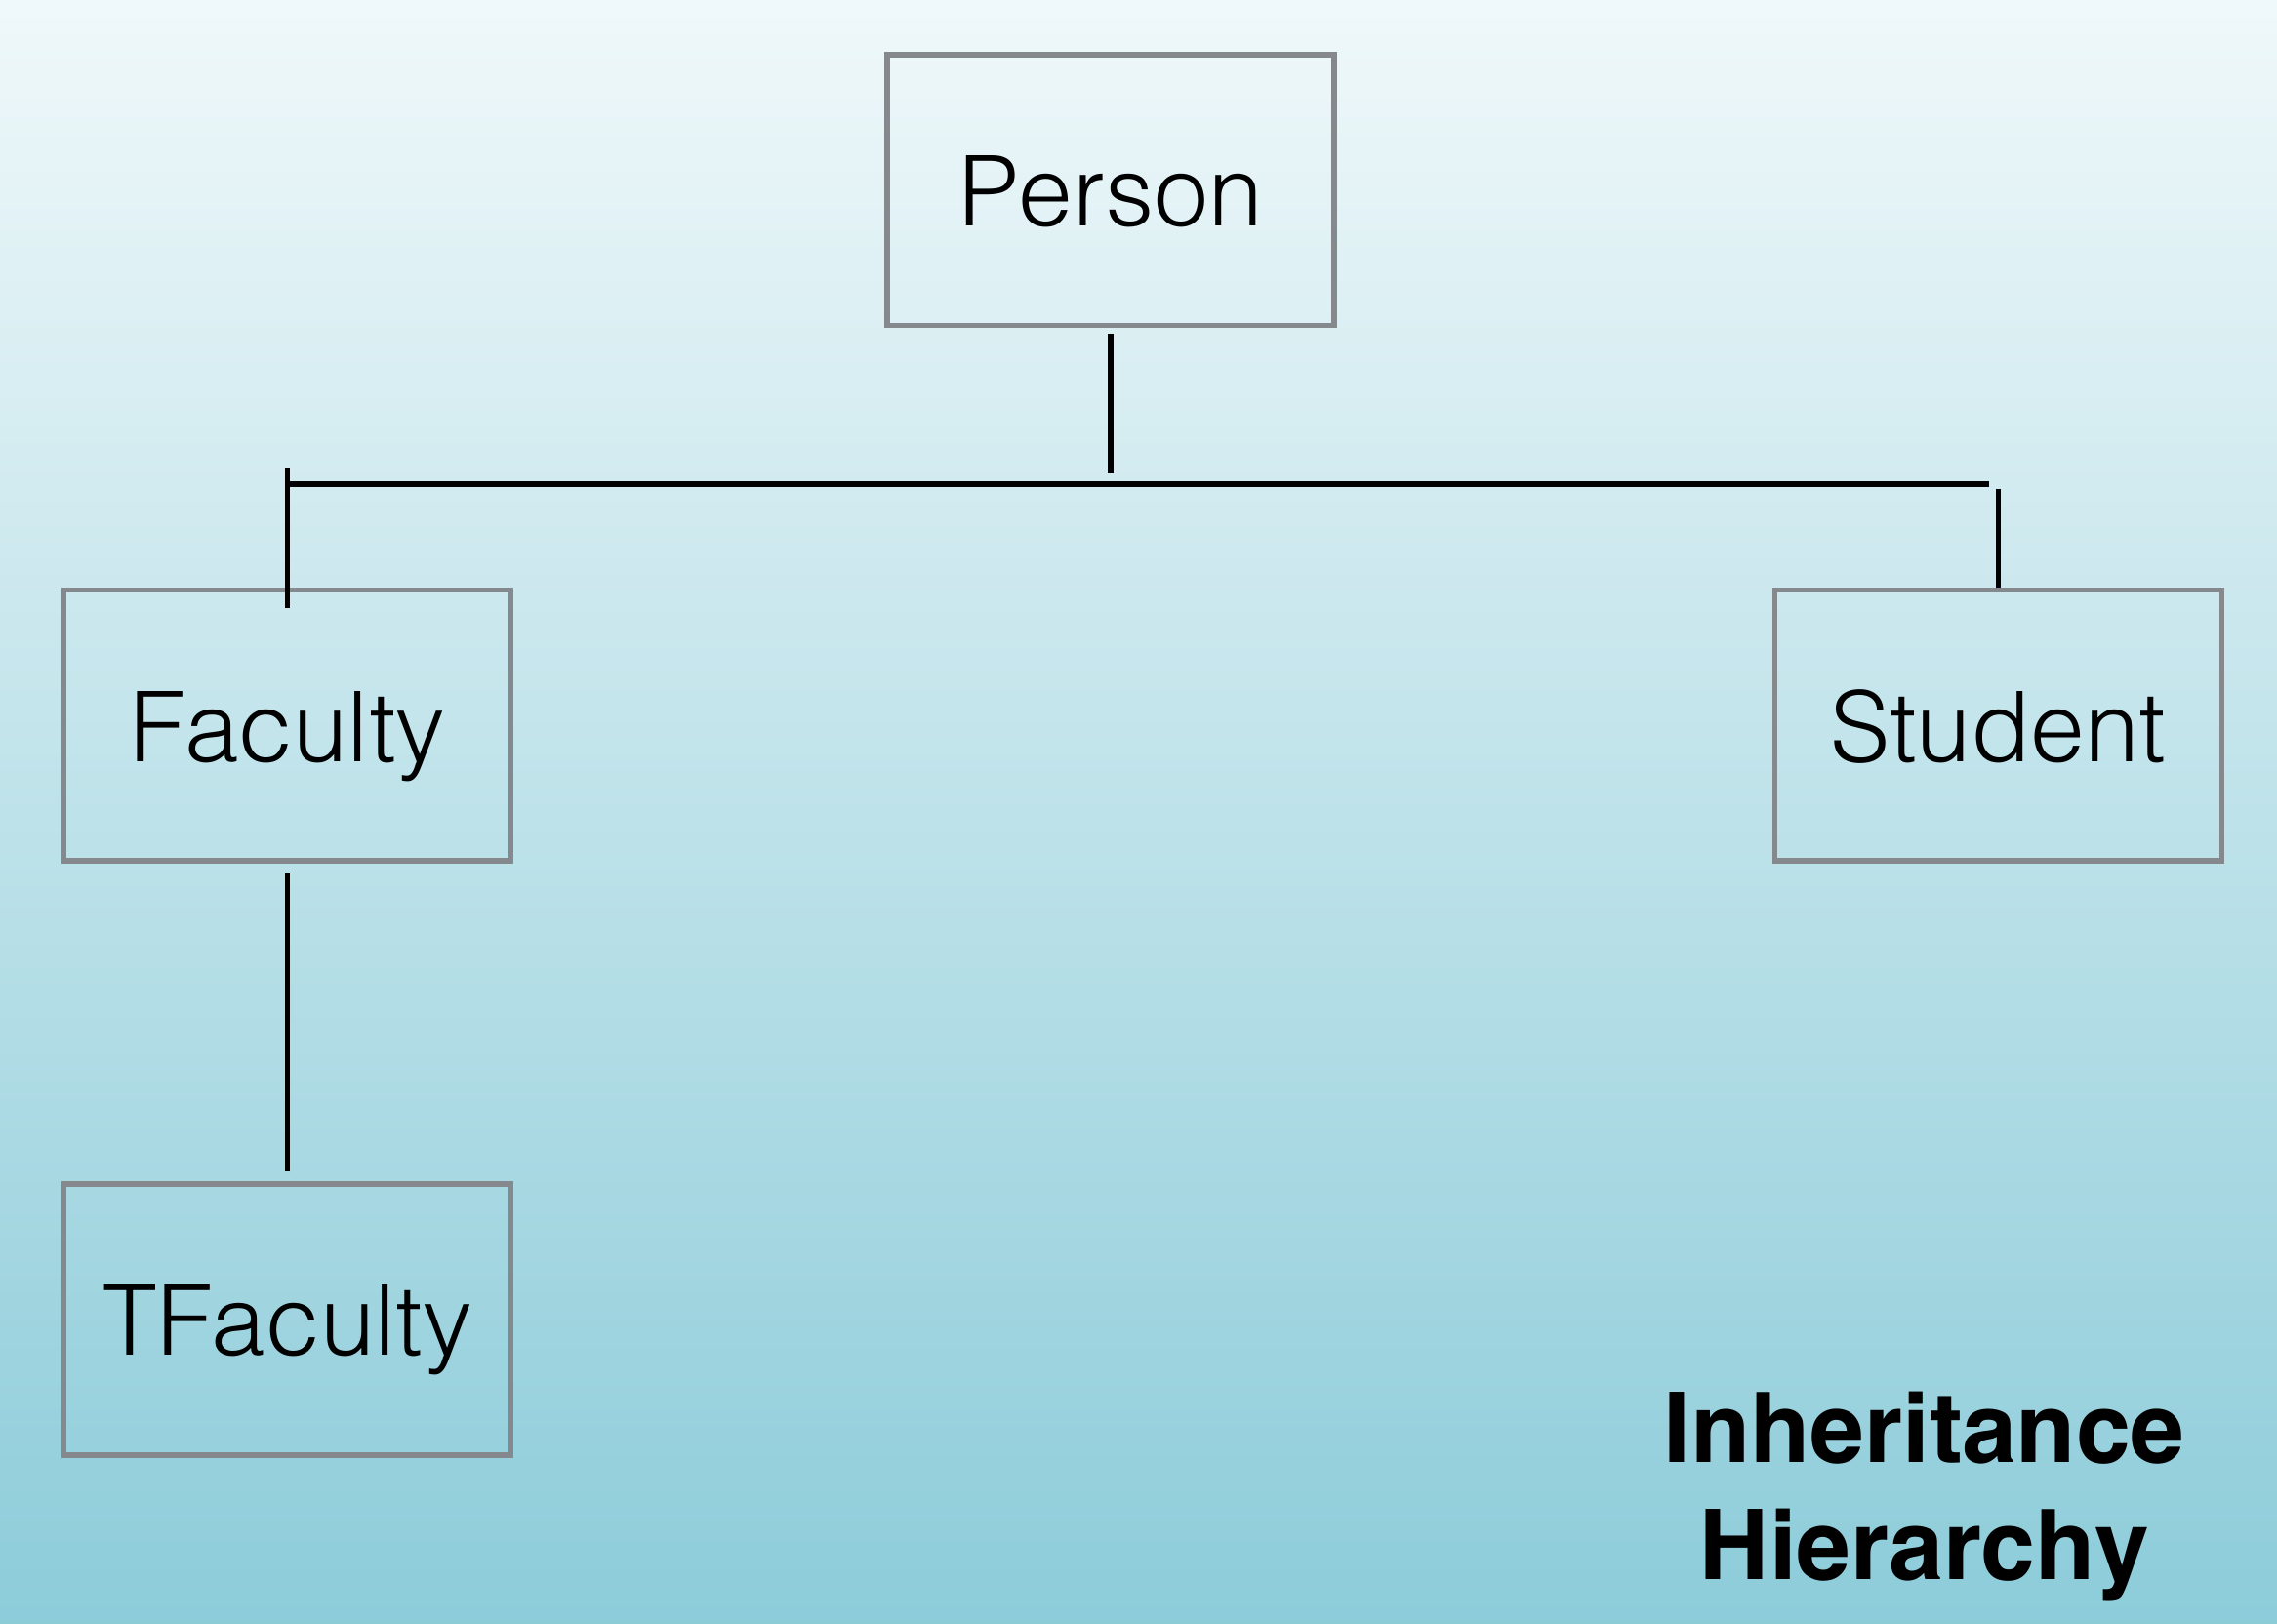 Person
Faculty
Student
TFaculty
Inheritance
Hierarchy